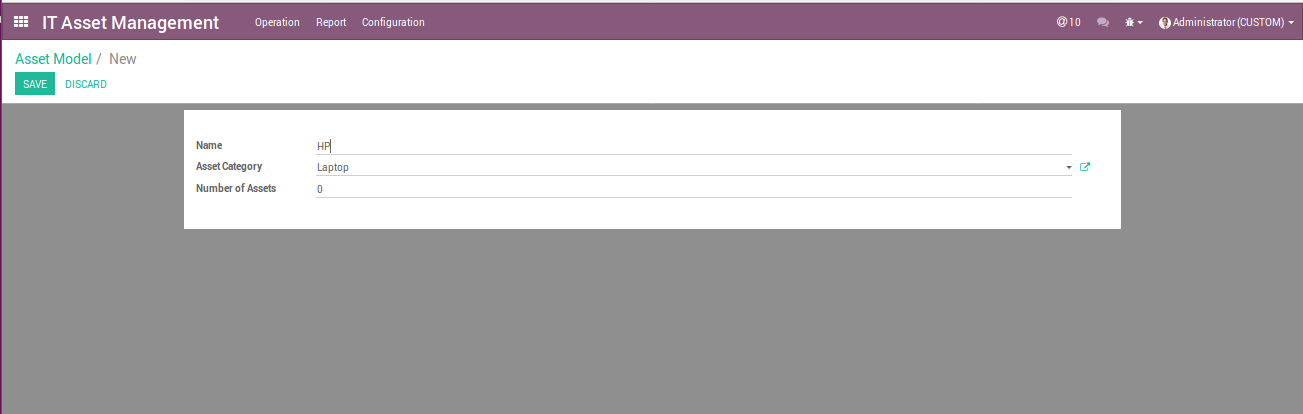 IT Asset Management Operation Report Configuration @10 Administrator (CUSTOM)
Asset Model / New
SAVE DISCARD
Name HP
Asset Category Laptop
Number of Assets 0